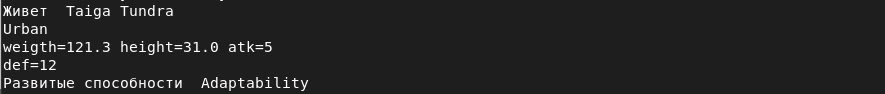 Живет  Taiga Tundra
Urban
weigth=121.3 height=31.0 atk=5
def=12
Развитые способности  Adaptability